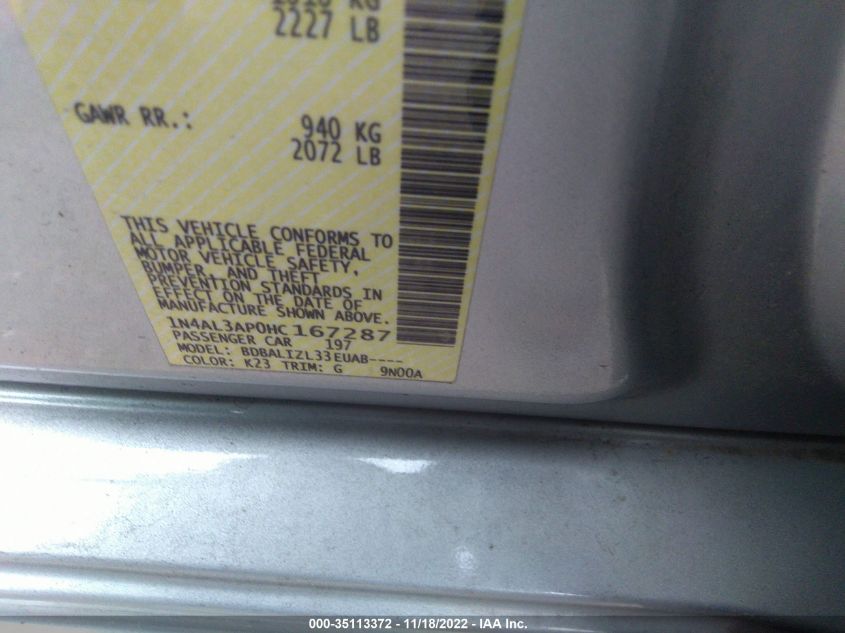 2227 LB
GAWR RR.: 940 KG
2072 LB
THIS VEHICLE CONFORMS TO
ALL APPLICABLE FEDERAL
MOTOR VEHICLE SAFETY,
BUMPER, AND THEFT
PREVENTION STANDARDS IN
EFFECT ON THE DATE OF
MANUFACTURE SHOWN ABOVE.
1N4AL3AP0HC167287
PASSENGER CAR 197
MODEL: BDBALIZL33EUAB----
COLOR: K23 TRIM: G 9N00A
000-35113372 - 11/18/2022 - IAA Inc.